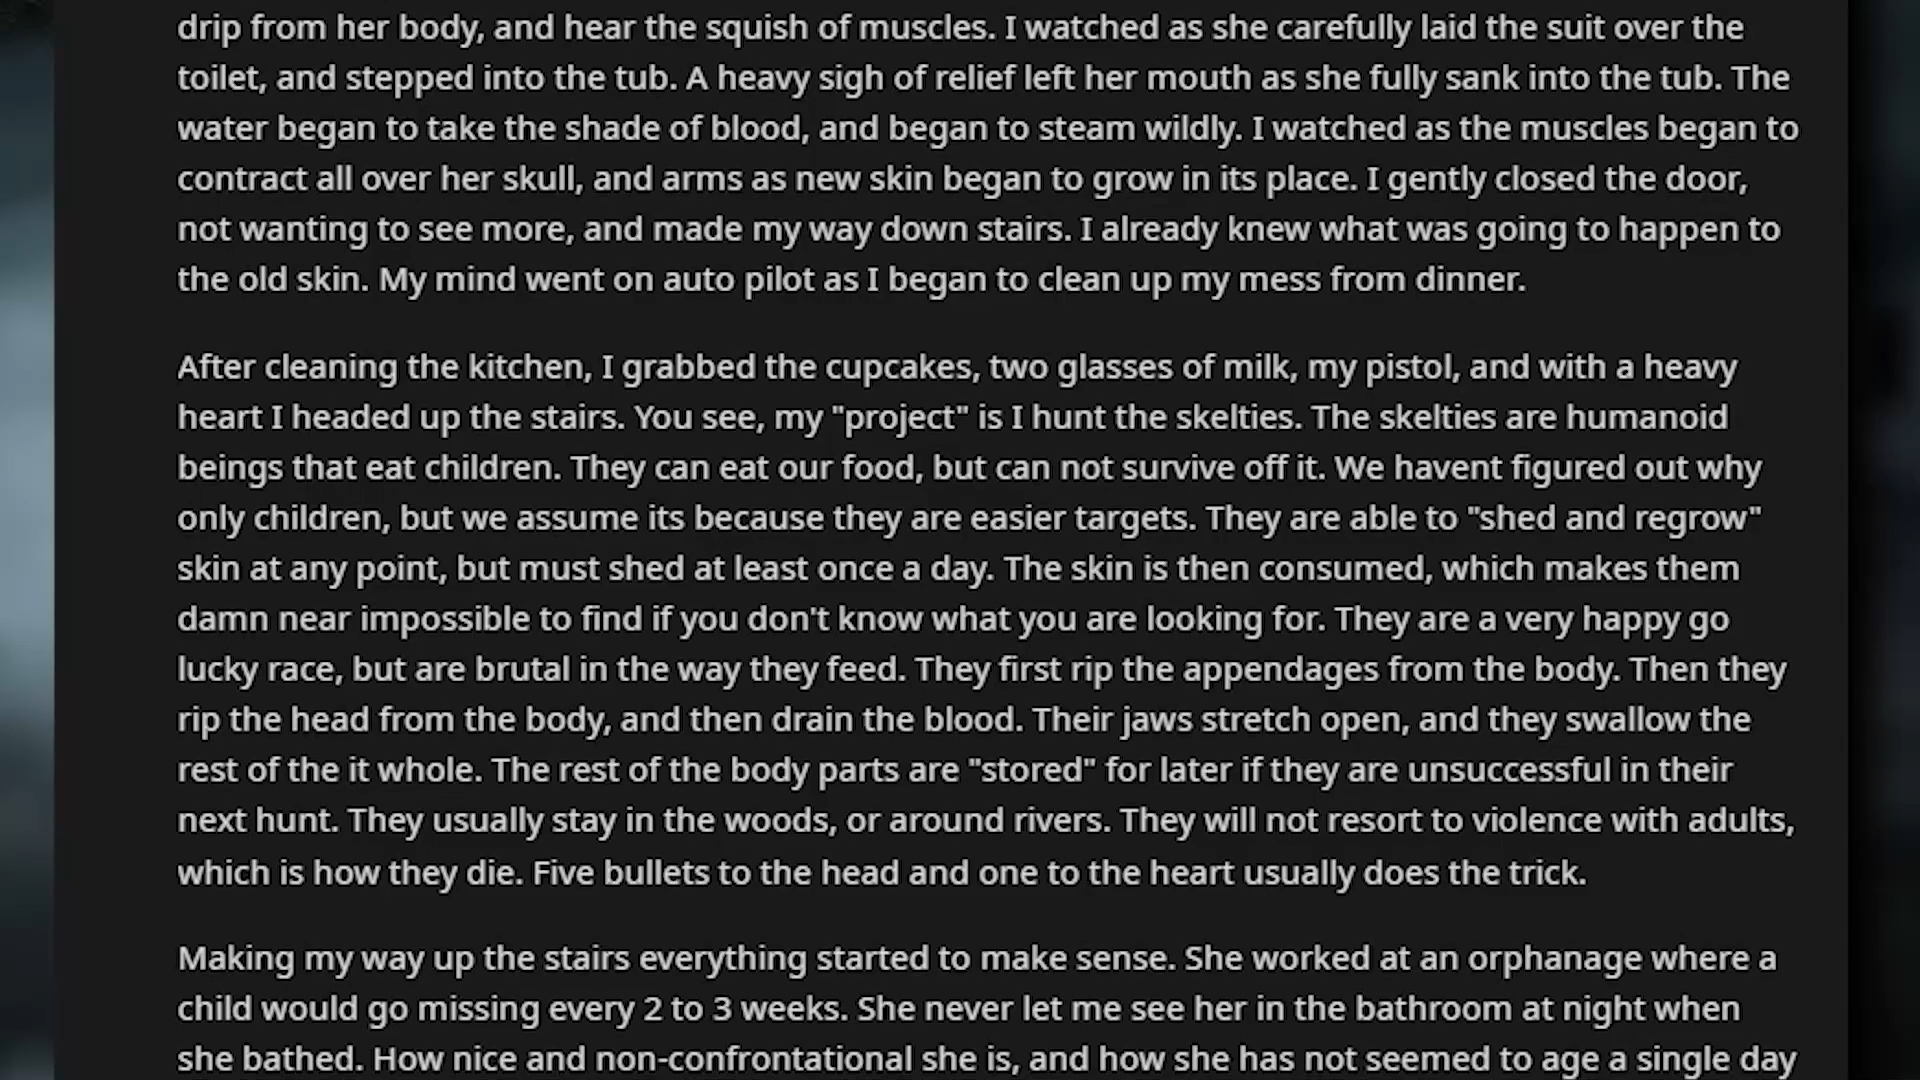 drip from her body, and hear the squish of muscles. I watched as she carefully laid the suit over the
toilet, and stepped into the tub. A heavy sigh of relief left her mouth as she fully sank into the tub. The
water began to take the shade of blood, and began to steam wildly. I watched as the muscles began to
contract all over her skull, and arms as new skin began to grow in its place. I gently closed the door,
not wanting to see more, and made my way down stairs. I already knew what was going to happen to
the old skin. My mind went on auto pilot as I began to clean up my mess from dinner.
After cleaning the kitchen, I grabbed the cupcakes, two glasses of milk, my pistol, and with a heavy
heart I headed up the stairs. You see, my "project" is I hunt the skelties. The skelties are humanoid
beings that eat children. They can eat our food, but can not survive off it. We havent figured out why
only children, but we assume its because they are easier targets. They are able to "shed and regrow"
skin at any point, but must shed at least once a day. The skin is then consumed, which makes them
damn near impossible to find if you don't know what you are looking for. They are a very happy go
lucky race, but are brutal in the way they feed. They first rip the appendages from the body. Then they
rip the head from the body, and then drain the blood. Their jaws stretch open, and they swallow the
rest of the it whole. The rest of the body parts are "stored" for later if they are unsuccessful in their
next hunt. They usually stay in the woods, or around rivers. They will not resort to violence with adults,
which is how they die. Five bullets to the head and one to the heart usually does the trick.
Making my way up the stairs everything started to make sense. She worked at an orphanage where a
child would go missing every 2 to 3 weeks. She never let me see her in the bathroom at night when
she bathed. How nice and non-confrontational she is, and how she has not seemed to age a single day